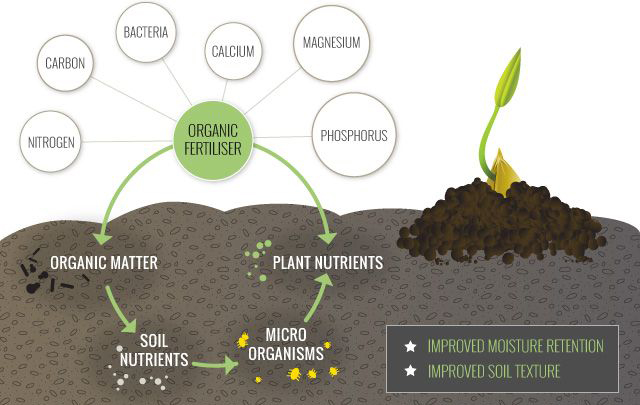 BACTERIA
CARBON
CALCIUM
MAGNESIUM
NITROGEN
ORGANIC
FERTILISER
PHOSPHORUS
ORGANIC MATTER
PLANT NUTRIENTS
SOIL
NUTRIENTS
MICRO
ORGANISMS
IMPROVED MOISTURE RETENTION
IMPROVED SOIL TEXTURE